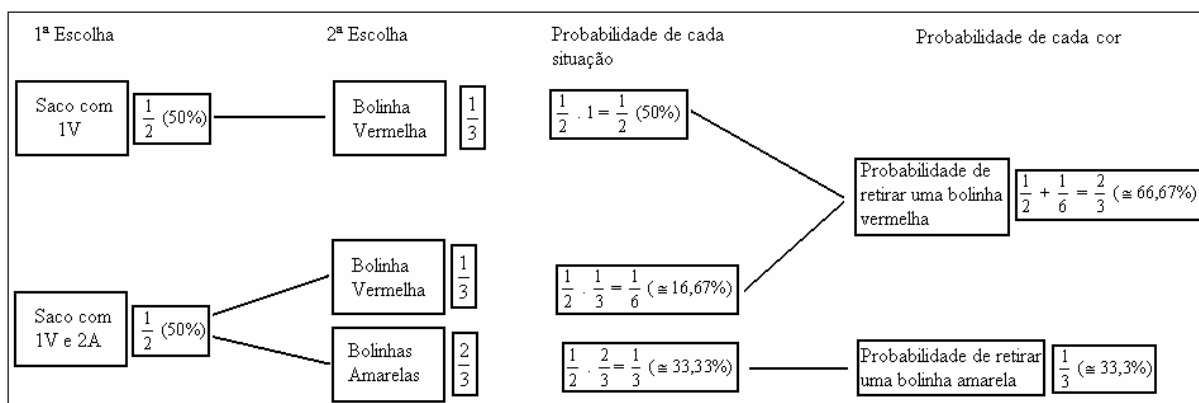 1ª Escolha
2ª Escolha
Probabilidade de cada
situação
Probabilidade de cada cor
Saco com
1V
1/2 (50%)
Bolinha
Vermelha
1/3
1/2 . 1 = 1/2 (50%)
Probabilidade de
retirar uma bolinha
vermelha
1/2 + 1/6 = 2/3 (≅ 66,67%)
Saco com
1V e 2A
1/2 (50%)
Bolinha
Vermelha
1/3
1/2 . 1/3 = 1/6 (≅ 16,67%)
Bolinhas
Amarelas
2/3
1/2 . 2/3 = 1/3 (≅ 33,33%)
Probabilidade de retirar
uma bolinha amarela
1/3 (≅ 33,3%)